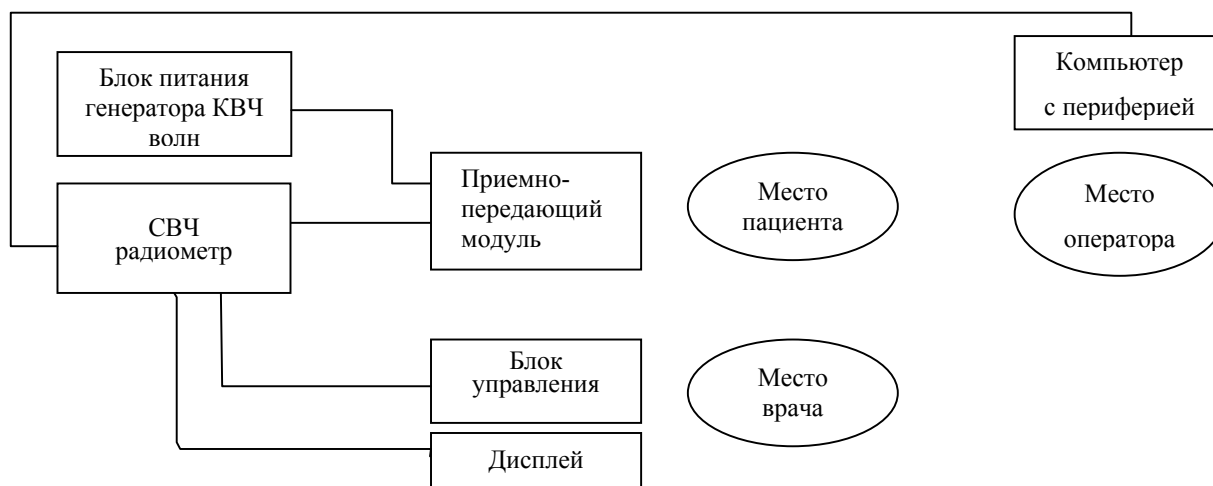 Блок питания
генератора КВЧ
волн
Компьютер
с периферией
СВЧ
радиометр
Приемно-
передающий
модуль
Место
пациента
Место
оператора
Блок
управления
Место
врача
Дисплей